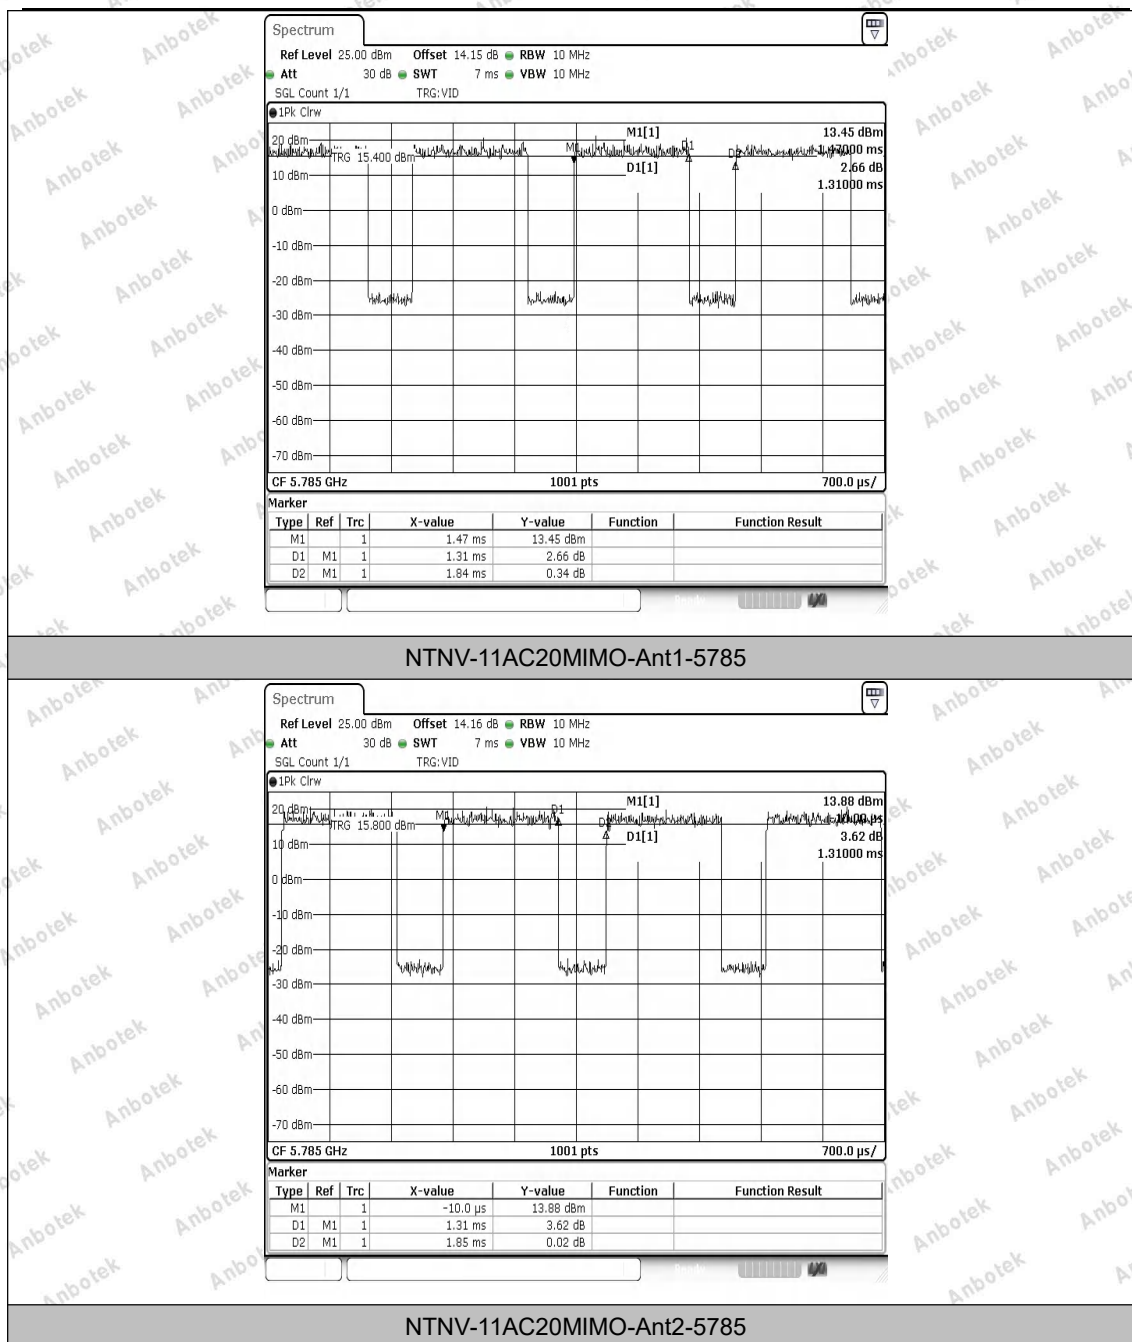 Spectrum
Ref Level 25.00 dBm Offset 14.15 dB RBW 10 MHz
Att 30 dB SWT 7 ms VBW 10 MHz
SGL Count 1/1 TRG:VID
1Pk Clrw
M1[1] 13.45 dBm
1.47000 ms
D1[1] 2.66 dB
1.31000 ms
20 dBm
TRG 15.400 dBm
M1
D1
D2
10 dBm
0 dBm
-10 dBm
-20 dBm
-30 dBm
-40 dBm
-50 dBm
-60 dBm
-70 dBm
CF 5.785 GHz 1001 pts 700.0 µs/
Marker
Type Ref Trc X-value Y-value Function Function Result
M1 1 1.47 ms 13.45 dBm
D1 M1 1 1.31 ms 2.66 dB
D2 M1 1 1.84 ms 0.34 dB
NTNV-11AC20MIMO-Ant1-5785
Spectrum
Ref Level 25.00 dBm Offset 14.16 dB RBW 10 MHz
Att 30 dB SWT 7 ms VBW 10 MHz
SGL Count 1/1 TRG:VID
1Pk Clrw
M1[1] 13.88 dBm
-10.00 µs
D1[1] 3.62 dB
1.31000 ms
20 dBm
TRG 15.800 dBm
M1
D1
10 dBm
0 dBm
-10 dBm
-20 dBm
-30 dBm
-40 dBm
-50 dBm
-60 dBm
-70 dBm
CF 5.785 GHz 1001 pts 700.0 µs/
Marker
Type Ref Trc X-value Y-value Function Function Result
M1 1 -10.0 µs 13.88 dBm
D1 M1 1 1.31 ms 3.62 dB
D2 M1 1 1.85 ms 0.02 dB
NTNV-11AC20MIMO-Ant2-5785
Anbotek